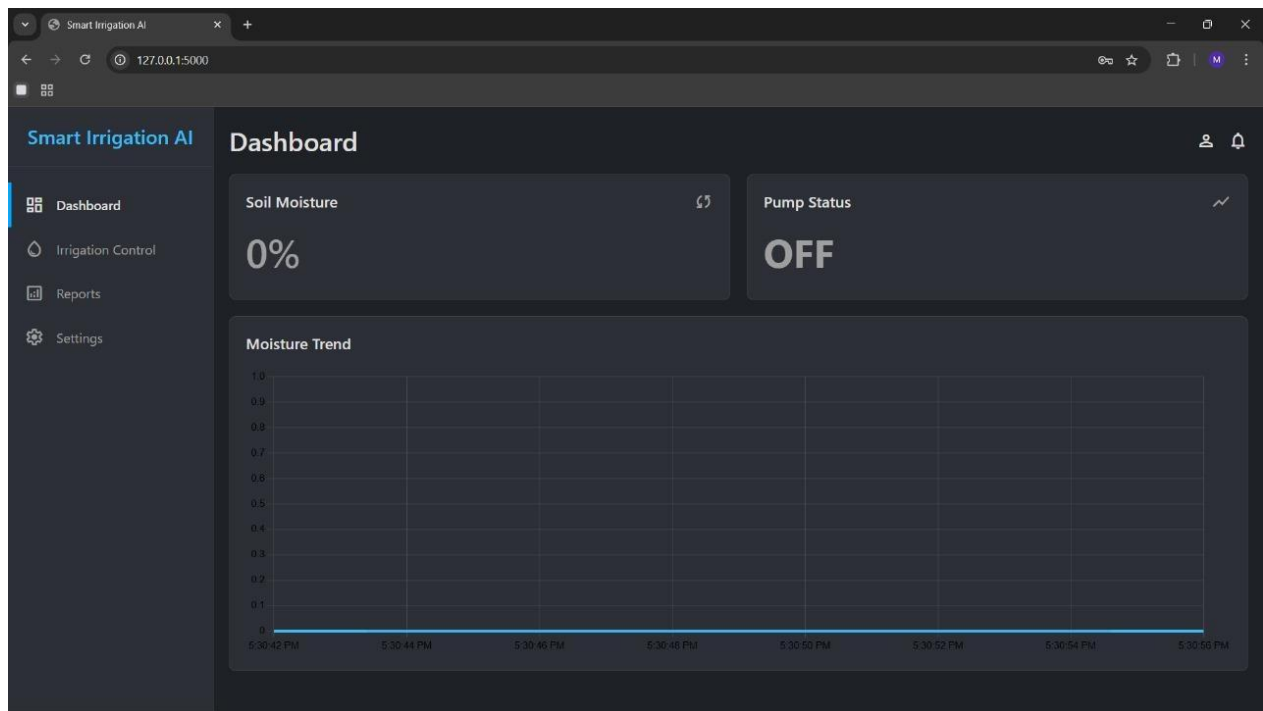 Smart Irrigation AI
127.0.0.1:5000
M
Smart Irrigation AI
Dashboard
Dashboard
Irrigation Control
Reports
Settings
Soil Moisture
0%
Pump Status
OFF
Moisture Trend
1.0
0.9
0.8
0.7
0.6
0.5
0.4
0.3
0.2
0.1
0
5:30:42 PM 5:30:44 PM 5:30:46 PM 5:30:48 PM 5:30:50 PM 5:30:52 PM 5:30:54 PM 5:30:56 PM